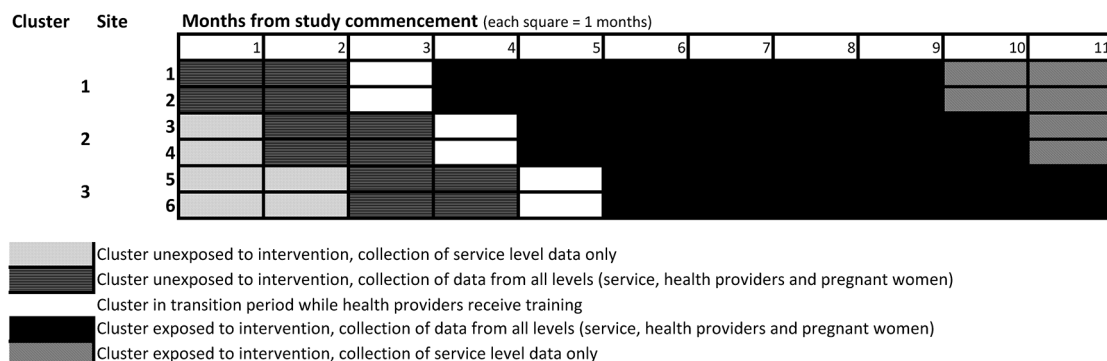 Cluster Site Months from study commencement (each square = 1 months)
1 2 3 4 5 6 7 8 9 10 11
1
1
2
2
3
4
3
5
6
Cluster unexposed to intervention, collection of service level data only
Cluster unexposed to intervention, collection of data from all levels (service, health providers and pregnant women)
Cluster in transition period while health providers receive training
Cluster exposed to intervention, collection of data from all levels (service, health providers and pregnant women)
Cluster exposed to intervention, collection of service level data only